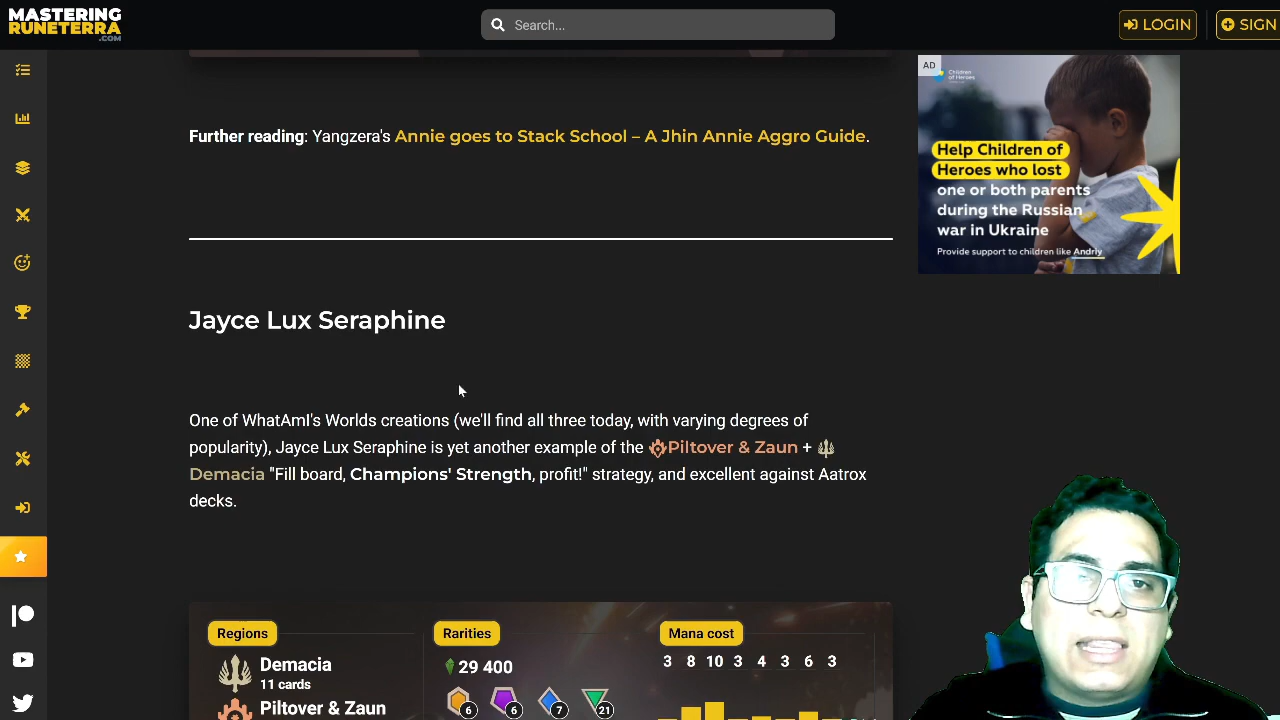 MASTERING
RUNETERRA
.COM
Search...
LOGIN
SIGN
AD
Children
of Heroes
Help Children of
Heroes who lost
one or both parents
during the Russian
war in Ukraine
Provide support to children like Andriy
Further reading: Yangzera's Annie goes to Stack School – A Jhin Annie Aggro Guide.
Jayce Lux Seraphine
One of WhatAmI's Worlds creations (we'll find all three today, with varying degrees of
popularity), Jayce Lux Seraphine is yet another example of the Piltover & Zaun +
Demacia "Fill board, Champions' Strength, profit!" strategy, and excellent against Aatrox
decks.
Regions
Rarities
Mana cost
Demacia
11 cards
Piltover & Zaun
29 400
6 6 7 21
3 8 10 3 4 3 6 3